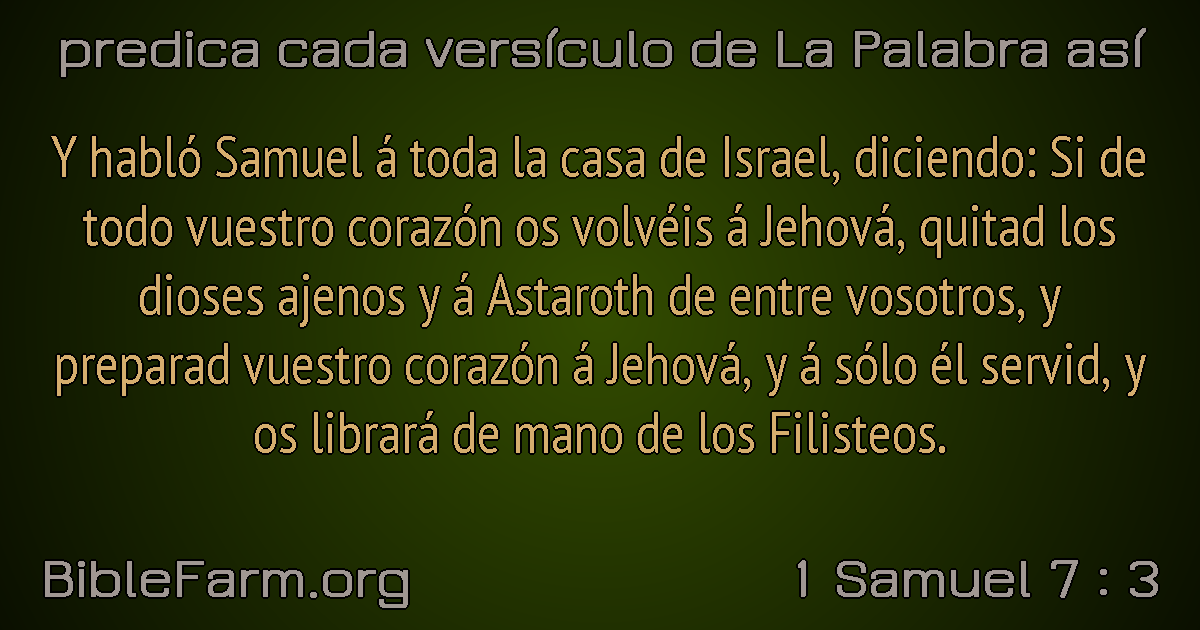 predica cada versículo de La Palabra así
Y habló Samuel á toda la casa de Israel, diciendo: Si de
todo vuestro corazón os volvéis á Jehová, quitad los
dioses ajenos y á Astaroth de entre vosotros, y
preparad vuestro corazón á Jehová, y á sólo él servid, y
os librará de mano de los Filisteos.
BibleFarm.org
1 Samuel 7 : 3